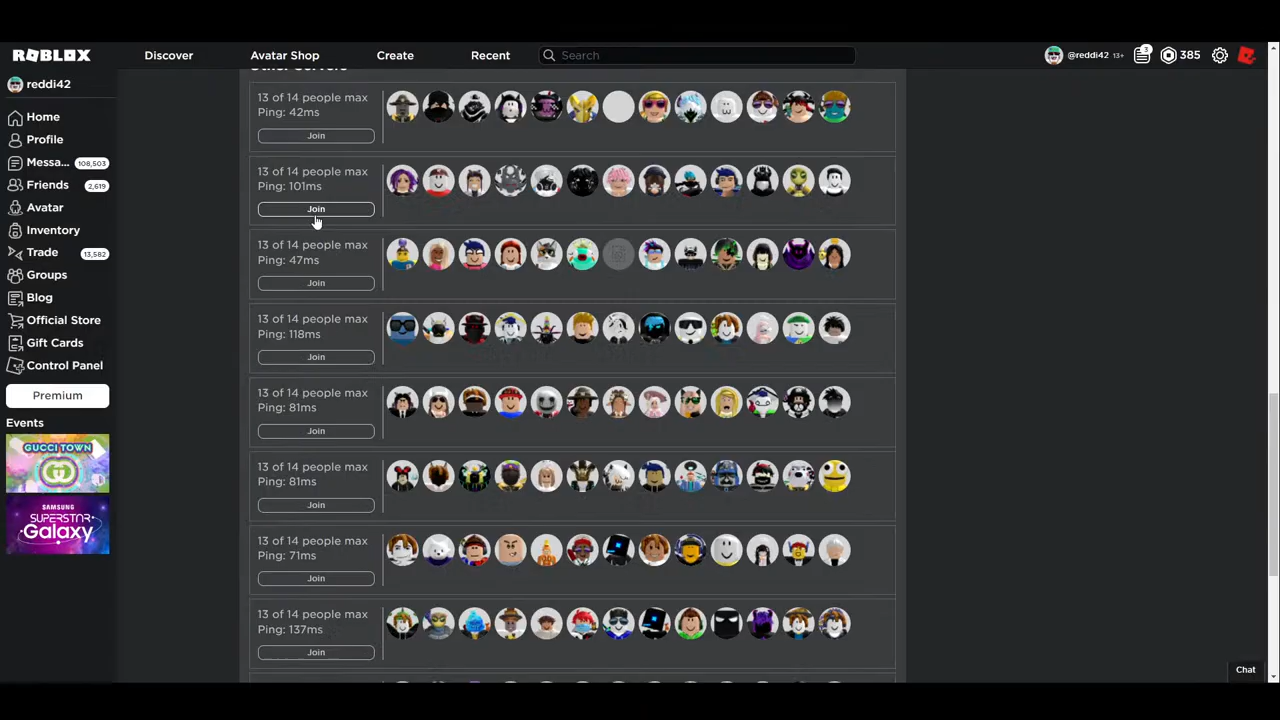 ROBLOX Discover Avatar Shop Create Recent Search @reddi42 13+ 3 385
reddi42
Home
Profile
Messa... 108,503
Friends 2,619
Avatar
Inventory
Trade 13,582
Groups
Blog
Official Store
Gift Cards
Control Panel
Premium
Events
GUCCI TOWN
SAMSUNG
SUPERSTAR
Galaxy
Other Servers
13 of 14 people max
Ping: 42ms
Join
13 of 14 people max
Ping: 101ms
Join
13 of 14 people max
Ping: 47ms
Join
13 of 14 people max
Ping: 118ms
Join
13 of 14 people max
Ping: 81ms
Join
13 of 14 people max
Ping: 81ms
Join
13 of 14 people max
Ping: 71ms
Join
13 of 14 people max
Ping: 137ms
Join
Chat